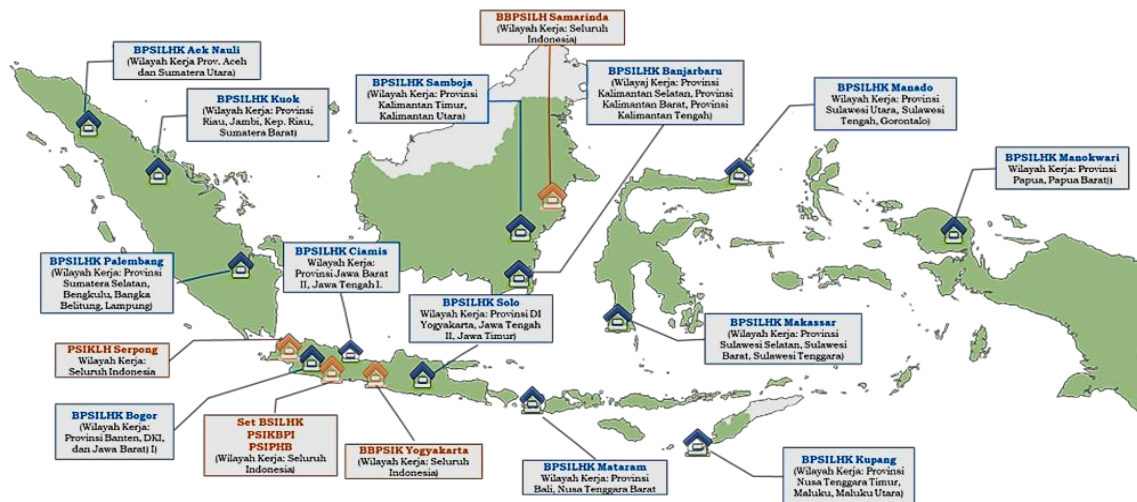 BBPSILH Samarinda
(Wilayah Kerja: Seluruh
Indonesia)
BPSILHK Aek Nauli
(Wilayah Kerja Prov. Aceh
dan Sumatera Utara)
BPSILHK Kuok
(Wilayah Kerja: Provinsi
Riau, Jambi, Kep. Riau,
Sumatera Barat)
BPSILHK Samboja
(Wilayah Kerja: Provinsi
Kalimantan Timur,
Kalimantan Utara)
BPSILHK Banjarbaru
(Wilayaj Kerja: Provinsi
Kalimantan Selatan, Provinsi
Kalimantan Barat, Provinsi
Kalimantan Tengah)
BPSILHK Manado
Wilayah Kerja: Provinsi
Sulawesi Utara, Sulawesi
Tengah, Gorontalo)
BPSILHK Manokwari
Wilayah Kerja: Provinsi
Papua, Papua Barat))
BPSILHK Palembang
(Wilayah Kerja: Provinsi
Sumatera Selatan,
Bengkulu, Bangka
Belitung, Lampung)
BPSILHK Ciamis
Wilayah Kerja:
Provinsi Jawa Barat
II, Jawa Tengah I.
BPSILHK Solo
(Wilayah Kerja: Provinsi DI
Yogyakarta, Jawa Tengah
II, Jawa Timur)
BPSILHK Makassar
(Wilayah Kerja: Provinsi
Sulawesi Selatan, Sulawesi
Barat, Sulawesi Tenggara)
PSIKLH Serpong
Wilayah Kerja:
Seluruh Indonesia
BPSILHK Bogor
(Wilayah Kerja:
Provinsi Banten, DKI,
dan Jawa Barat) I)
Set BSILHK
PSIKBPI
PSIPHB
(Wilayah Kerja: Seluruh
Indonesia)
BBPSIK Yogyakarta
(Wilayah Kerja: Seluruh
Indonesia)
BPSILHK Mataram
Wilayah Kerja: Provinsi
Bali, Nusa Tenggara Barat
BPSILHK Kupang
(Wilayah Kerja: Provinsi
Nusa Tenggara Timur,
Maluku, Maluku Utara)